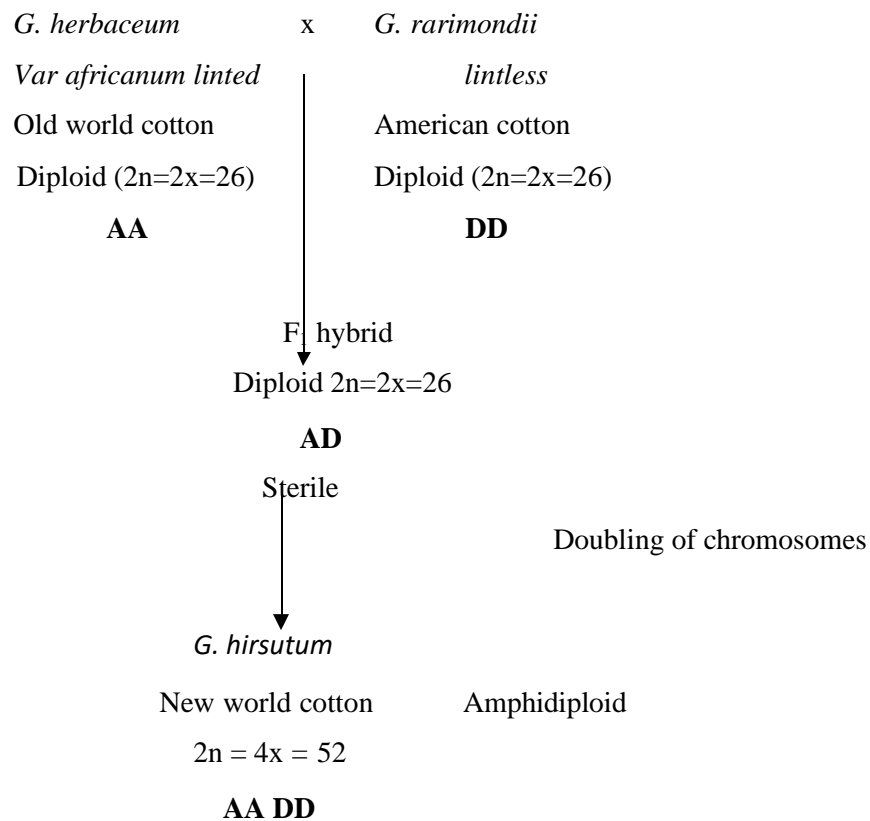 G. herbaceum x G. rarimondii
Var africanum linted lintless
Old world cotton American cotton
Diploid (2n=2x=26) Diploid (2n=2x=26)
AA DD
F1 hybrid
Diploid 2n=2x=26
AD
Sterile
Doubling of chromosomes
G. hirsutum
New world cotton Amphidiploid
2n = 4x = 52
AA DD